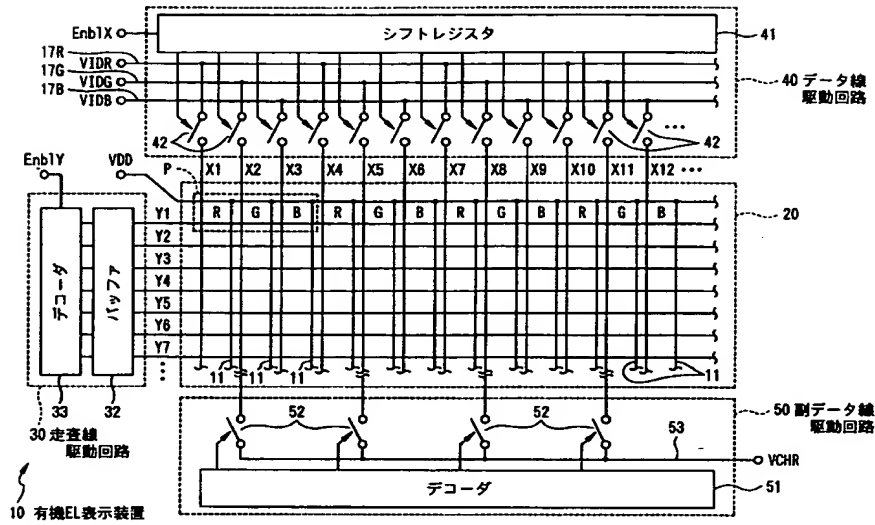 EnblX
シフトレジスタ
41
17R
VIDR
17G
VIDG
17B
VIDB
40 データ線
駆動回路
42
42
...
EnblY
VDD
P
X1 X2 X3 X4 X5 X6 X7 X8 X9 X10 X11 X12 ...
R G B R G B R G B R G B
20
Y1
Y2
Y3
Y4
Y5
Y6
Y7
デコーダ
バッファ
11 11 11 11
33 32
30 走査線
駆動回路
52 52
50 副データ線
駆動回路
53
VCHR
デコーダ
51
10 有機EL表示装置